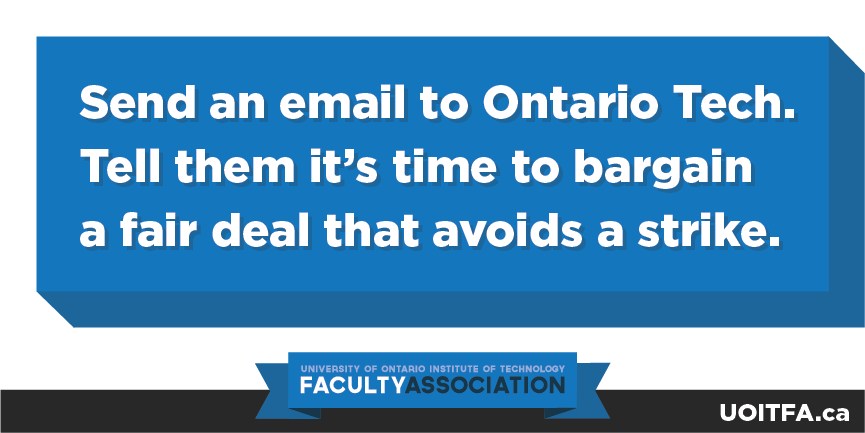 Send an email to Ontario Tech.
Tell them it’s time to bargain
a fair deal that avoids a strike.
UNIVERSITY OF ONTARIO INSTITUTE OF TECHNOLOGY
FACULTYASSOCIATION
UOITFA.ca